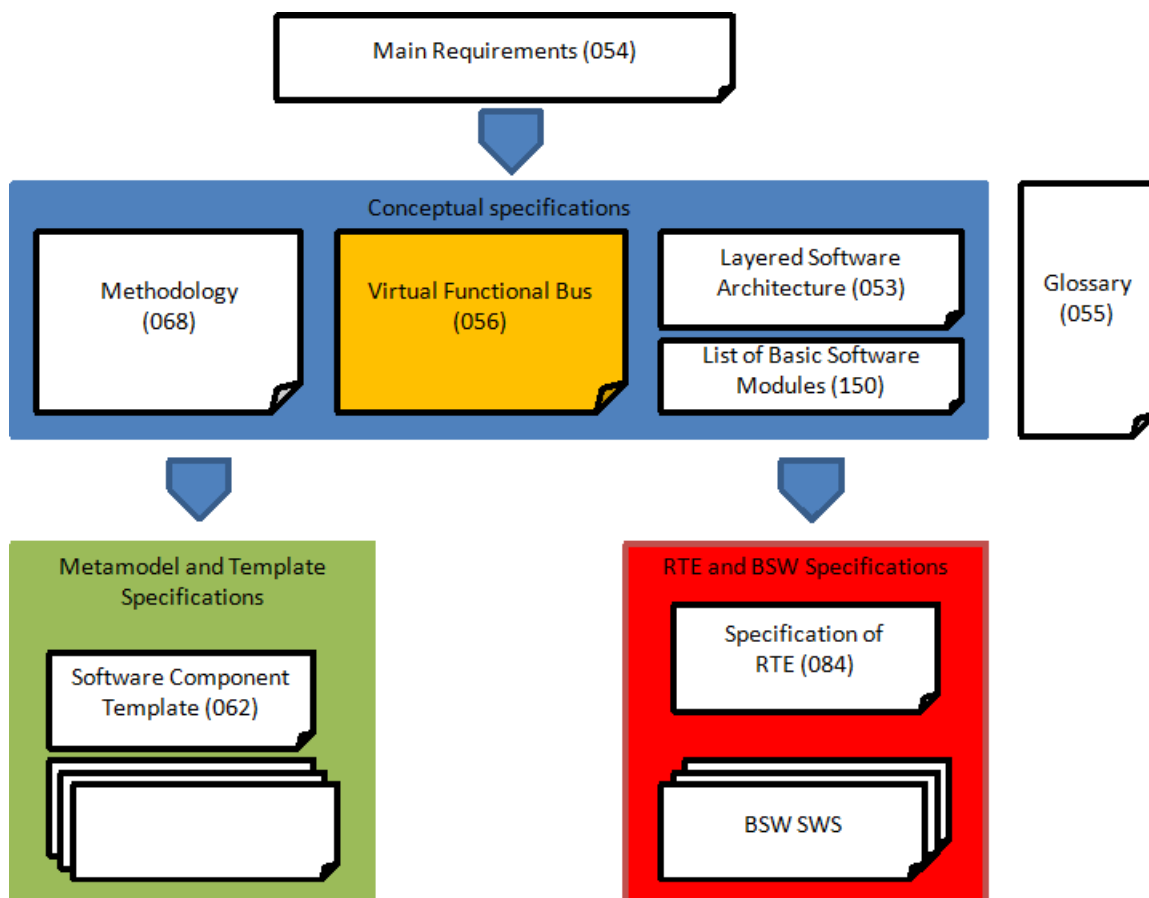 Main Requirements (054)
Conceptual specifications
Methodology
(068)
Virtual Functional Bus
(056)
Layered Software
Architecture (053)
List of Basic Software
Modules (150)
Glossary
(055)
Metamodel and Template
Specifications
Software Component
Template (062)
RTE and BSW Specifications
Specification of
RTE (084)
BSW SWS